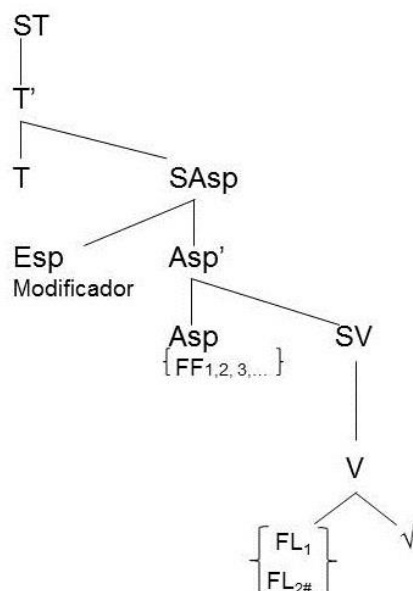 ST
T’
T SAsp
Esp Asp’
Modificador
Asp SV
{ FF1,2, 3,... }
V
FL1 √
FL2#